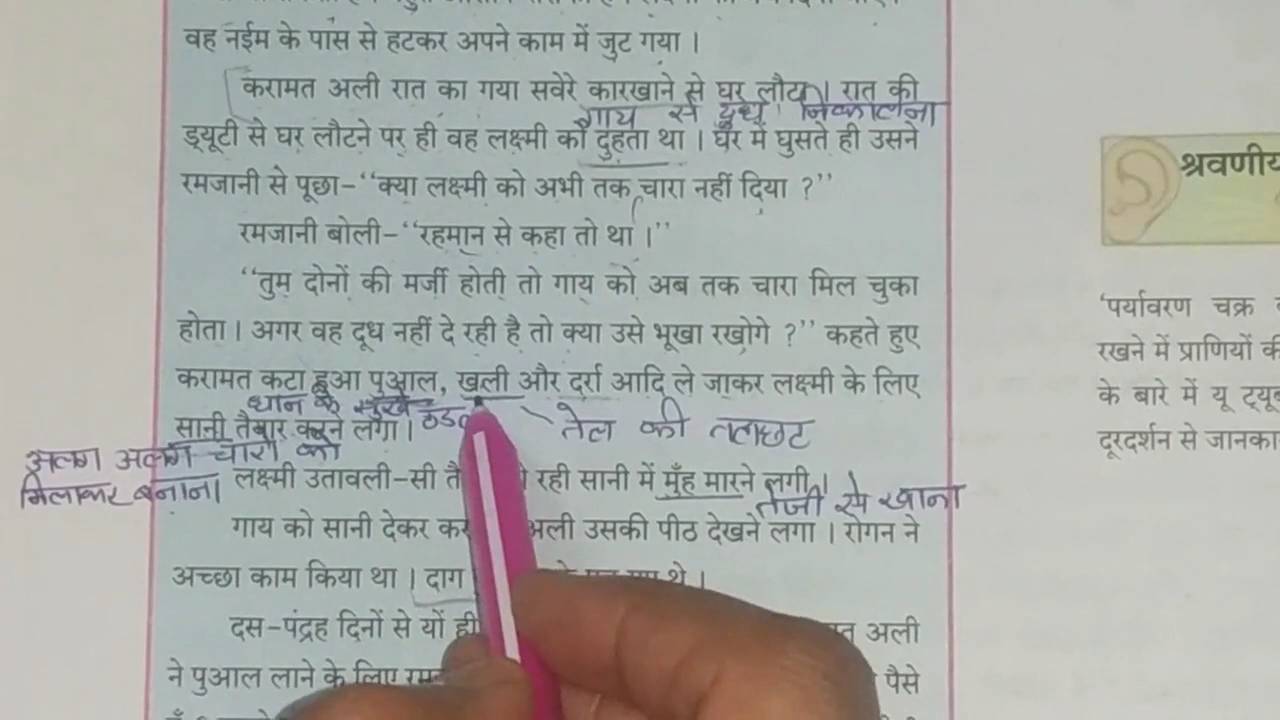 वह नईम के पास से हटकर अपने काम में जुट गया ।
करामत अली रात का गया सवेरे कारखाने से घर लौटा । रात की
गाय से दुध निकालना
ड्यूटी से घर लौटने पर ही वह लक्ष्मी को दुहता था । घर में घुसते ही उसने
रमजानी से पूछा-‘‘क्या लक्ष्मी को अभी तक चारा नहीं दिया ?’’
रमजानी बोली-‘‘रहमान से कहा तो था ।’’
‘‘तुम दोनों की मर्जी होती तो गाय को अब तक चारा मिल चुका
होता । अगर वह दूध नहीं दे रही है तो क्या उसे भूखा रखोगे ?’’ कहते हुए
करामत कटा हुआ पुआल, खली और दर्रा आदि ले जाकर लक्ष्मी के लिए
धान के सुखे
तेल की तलछट
सानी तैयार करने लगा ।
अलग अलग चारो को
मिलाकर बनाना
लक्ष्मी उतावली-सी रही सानी में मुँह मारने लगी ।
तेजी से खाना
गाय को सानी देकर अली उसकी पीठ देखने लगा । रोगन ने
अच्छा काम किया था । दाग थे ।
दस-पंद्रह दिनों से यों ही अली
ने पुआल लाने के लिए पैसे
श्रवणीय
‘पर्यावरण चक्र
रखने में प्राणियों की
के बारे में यू ट्यूब
दूरदर्शन से